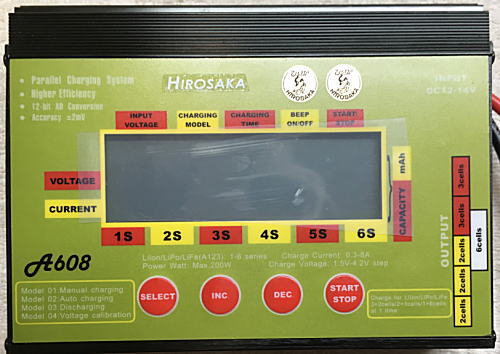 • Parallel Charging System
• Higher Efficiency
• 12-bit AD Conversion
• Accuracy ±2mV
HIROSAKA
HIROSAKA
HIROSAKA
INPUT
DC12-14V
INPUT VOLTAGE
CHARGING MODEL
CHARGING TIME
BEEP ON/OFF
START STOP
VOLTAGE
CURRENT
mAh
CAPACITY
1S
2S
3S
4S
5S
6S
OUTPUT
3cells
3cells
2cells
2cells
2cells
6cells
A608
LiIon/LiPo/LiFe(A123): 1-6 series
Charge Current: 0.3-8A
Power Watt: Max.200W
Charge Voltage: 1.5V-4.2V step
Model 01:Manual charging
Model 02:Auto charging
Model 03:Discharging
Model 04:Voltage calibration
SELECT
INC
DEC
START
STOP
Charge for LiIon/LiPo/LiFe
at 1 time